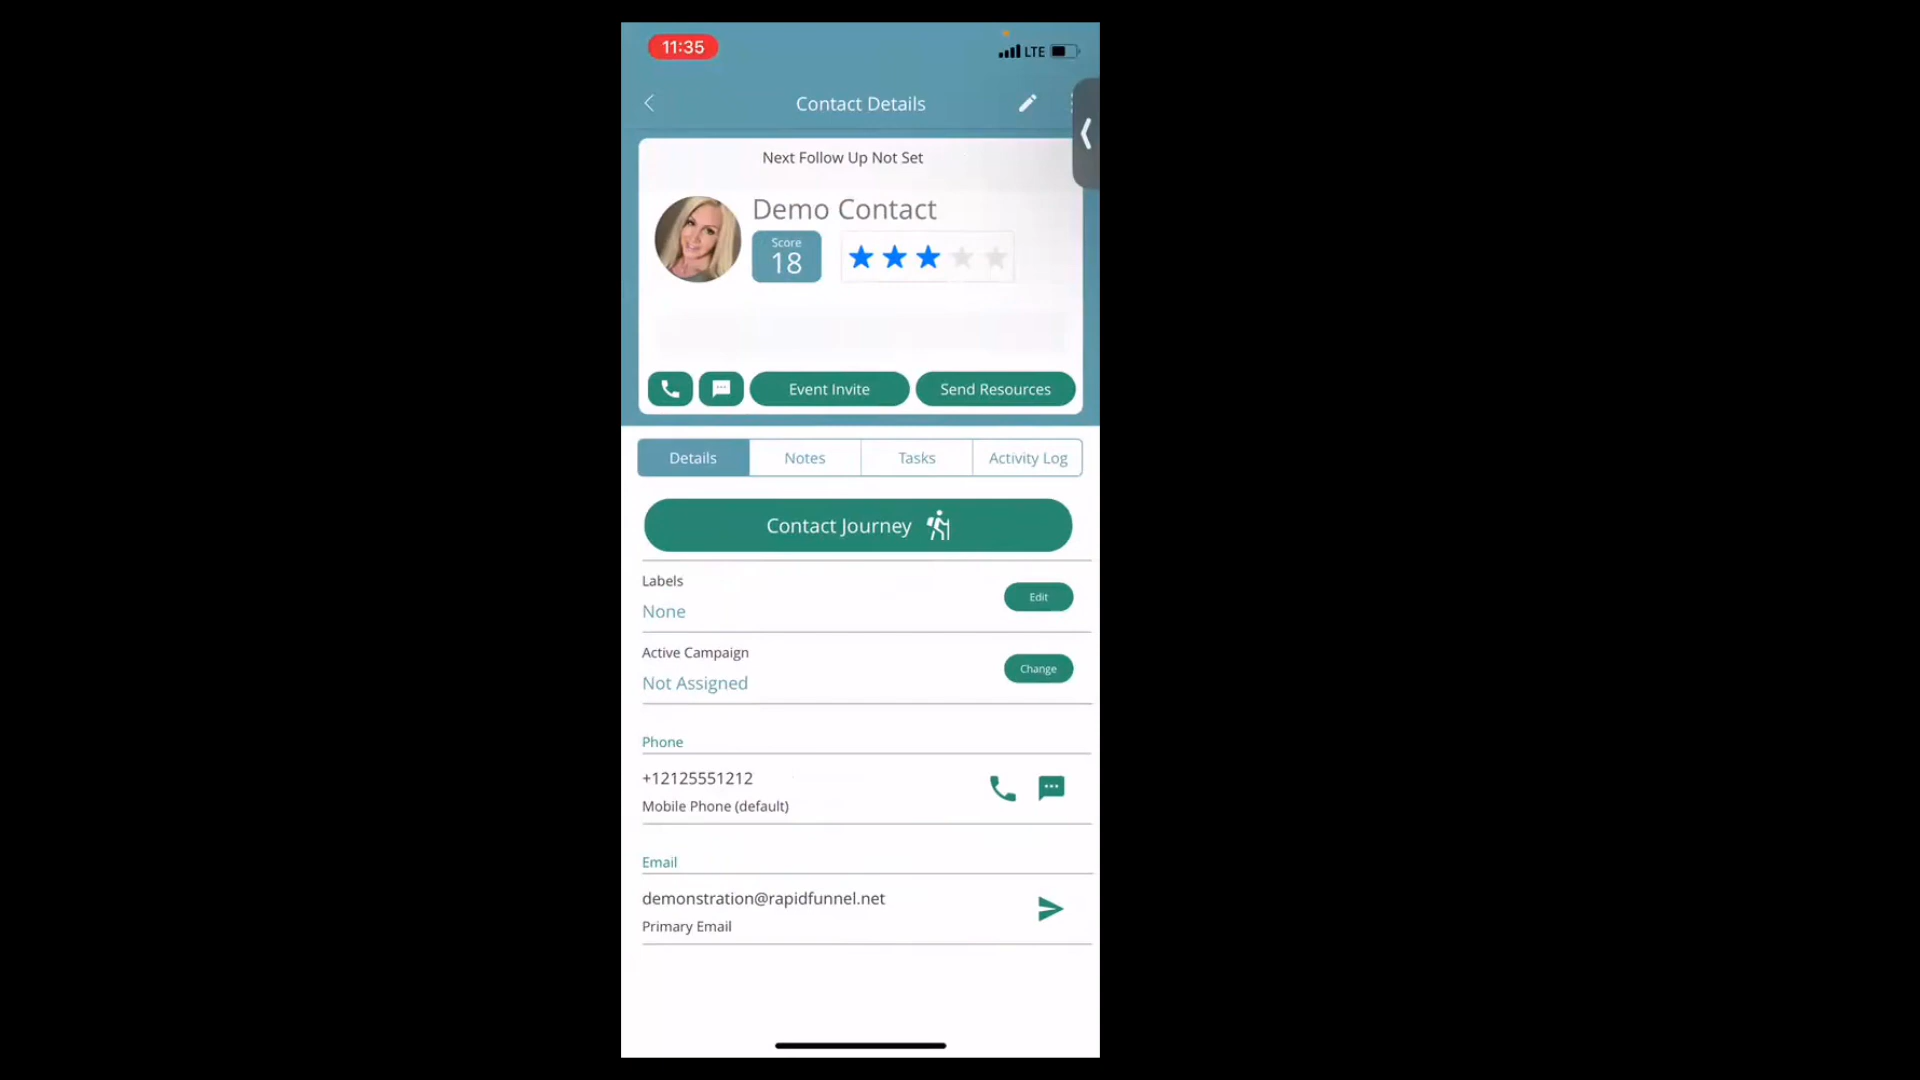 11:35
LTE
Contact Details
Next Follow Up Not Set
Demo Contact
Score
18
Event Invite
Send Resources
Details
Notes
Tasks
Activity Log
Contact Journey
Labels
Edit
None
Active Campaign
Change
Not Assigned
Phone
+12125551212
Mobile Phone (default)
Email
demonstration@rapidfunnel.net
Primary Email